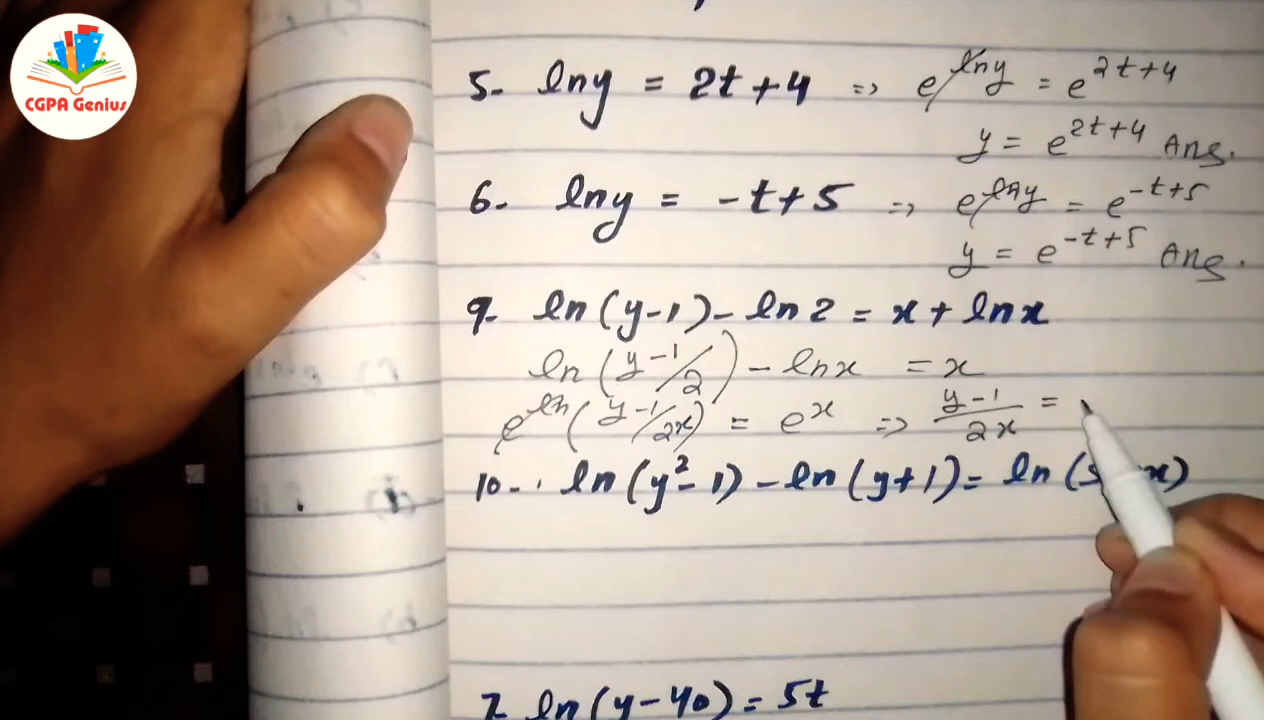 CGPA Genius
5- lny = 2t+4 => e^lny = e^2t+4
y = e^2t+4 Ans.
6- lny = -t+5 => e^lny = e^-t+5
y = e^-t+5 Ans.
9- ln(y-1)- ln2 = x + lnx
ln(y-1/2) - lnx = x
e^ln(y-1/2x) = e^x => y-1/2x =
10- ln(y²-1)-ln(y+1)= ln(
7- ln(y-40)= 5t